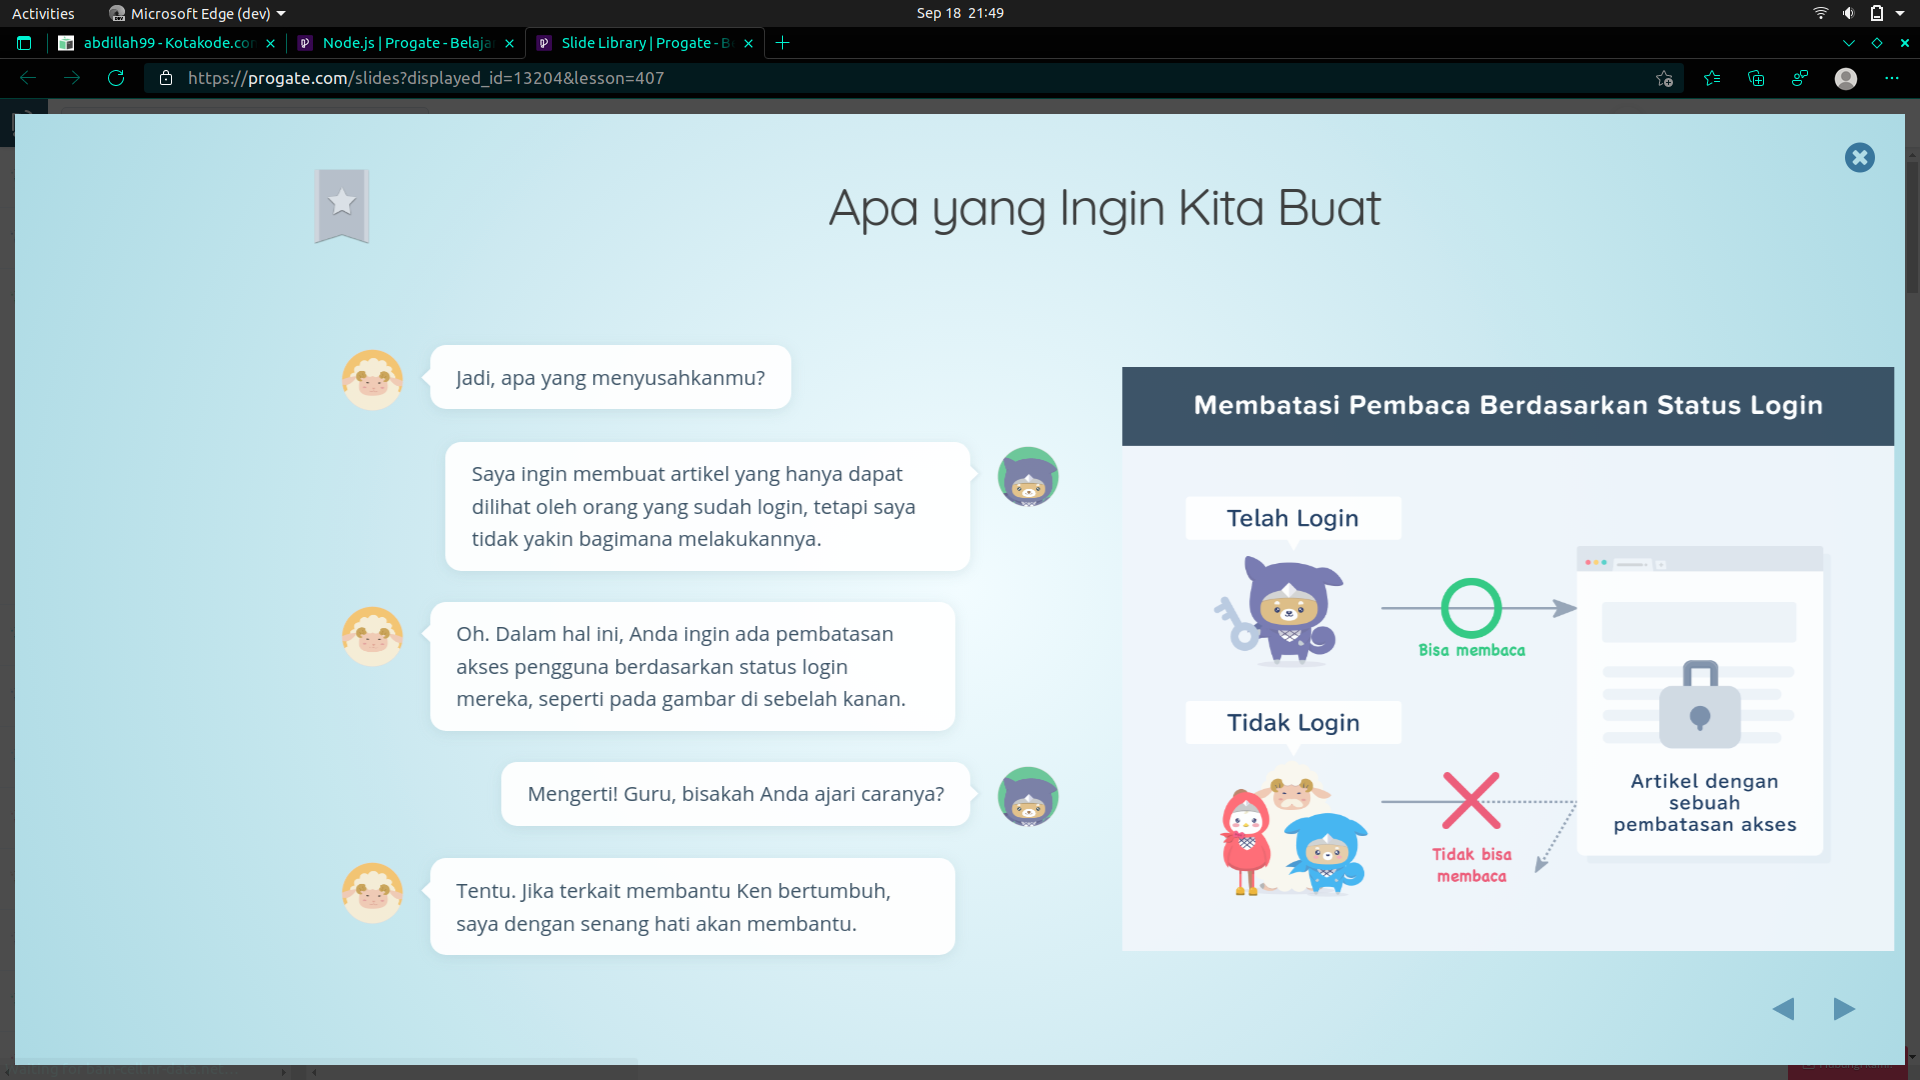 Activities
Microsoft Edge (dev)
Sep 18 21:49
abdillah99 - Kotakode.co
Node.js | Progate - Belaja
Slide Library | Progate - B
https://progate.com/slides?displayed_id=13204&lesson=407
Apa yang Ingin Kita Buat
Jadi, apa yang menyusahkanmu?
Saya ingin membuat artikel yang hanya dapat
dilihat oleh orang yang sudah login, tetapi saya
tidak yakin bagaimana melakukannya.
Oh. Dalam hal ini, Anda ingin ada pembatasan
akses pengguna berdasarkan status login
mereka, seperti pada gambar di sebelah kanan.
Mengerti! Guru, bisakah Anda ajari caranya?
Tentu. Jika terkait membantu Ken bertumbuh,
saya dengan senang hati akan membantu.
Membatasi Pembaca Berdasarkan Status Login
Telah Login
Bisa membaca
Tidak Login
Tidak bisa
membaca
Artikel dengan
sebuah
pembatasan akses